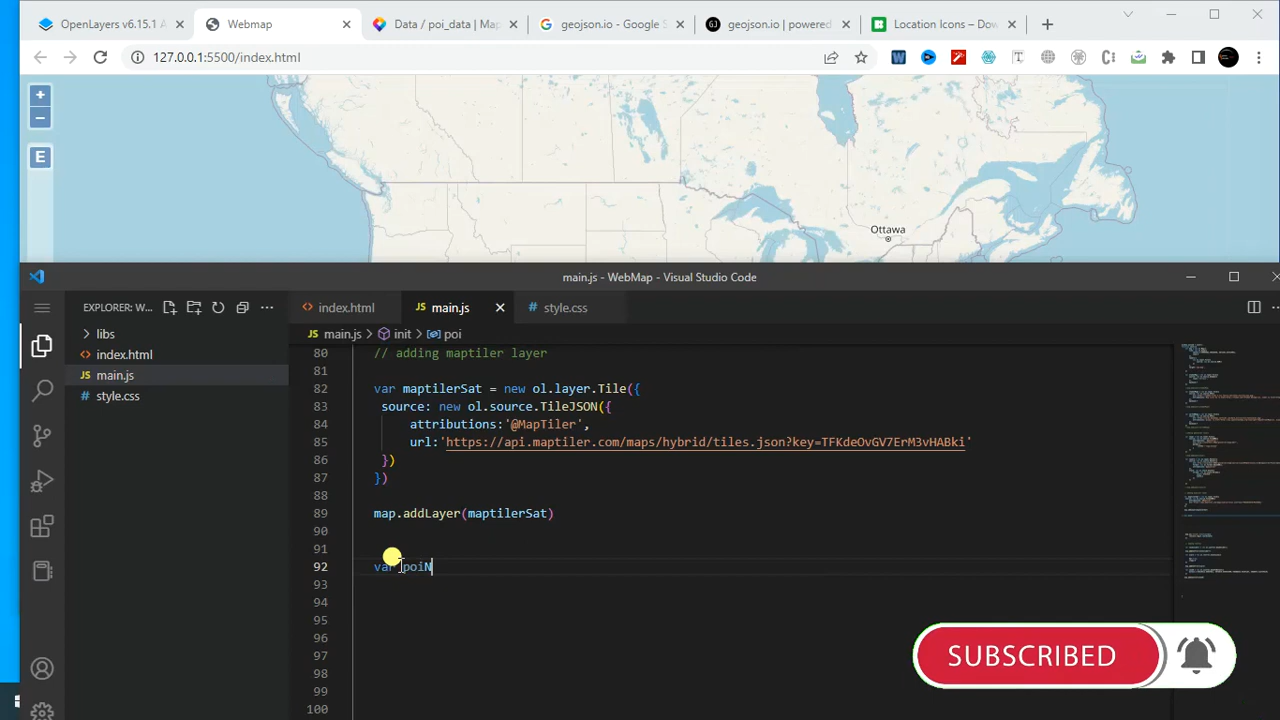 OpenLayers v6.15.1 A
Webmap
Data / poi_data | Map
geojson.io - Google S
geojson.io | powered
Location Icons – Dow
127.0.0.1:5500/index.html
+
−
E
Ottawa
main.js - WebMap - Visual Studio Code
EXPLORER: W...
index.html
main.js
style.css
libs
index.html
main.js
style.css
main.js > init > poi
80 // adding maptiler layer
81
82 var maptilerSat = new ol.layer.Tile({
83 source: new ol.source.TileJSON({
84 attributions:'@MapTiler',
85 url:'https://api.maptiler.com/maps/hybrid/tiles.json?key=TFKdeOvGV7ErM3vHABki'
86 })
87 })
88
89 map.addLayer(maptilerSat)
90
91
92 var poiN
93
94
95
96
97
98
99
100
SUBSCRIBED